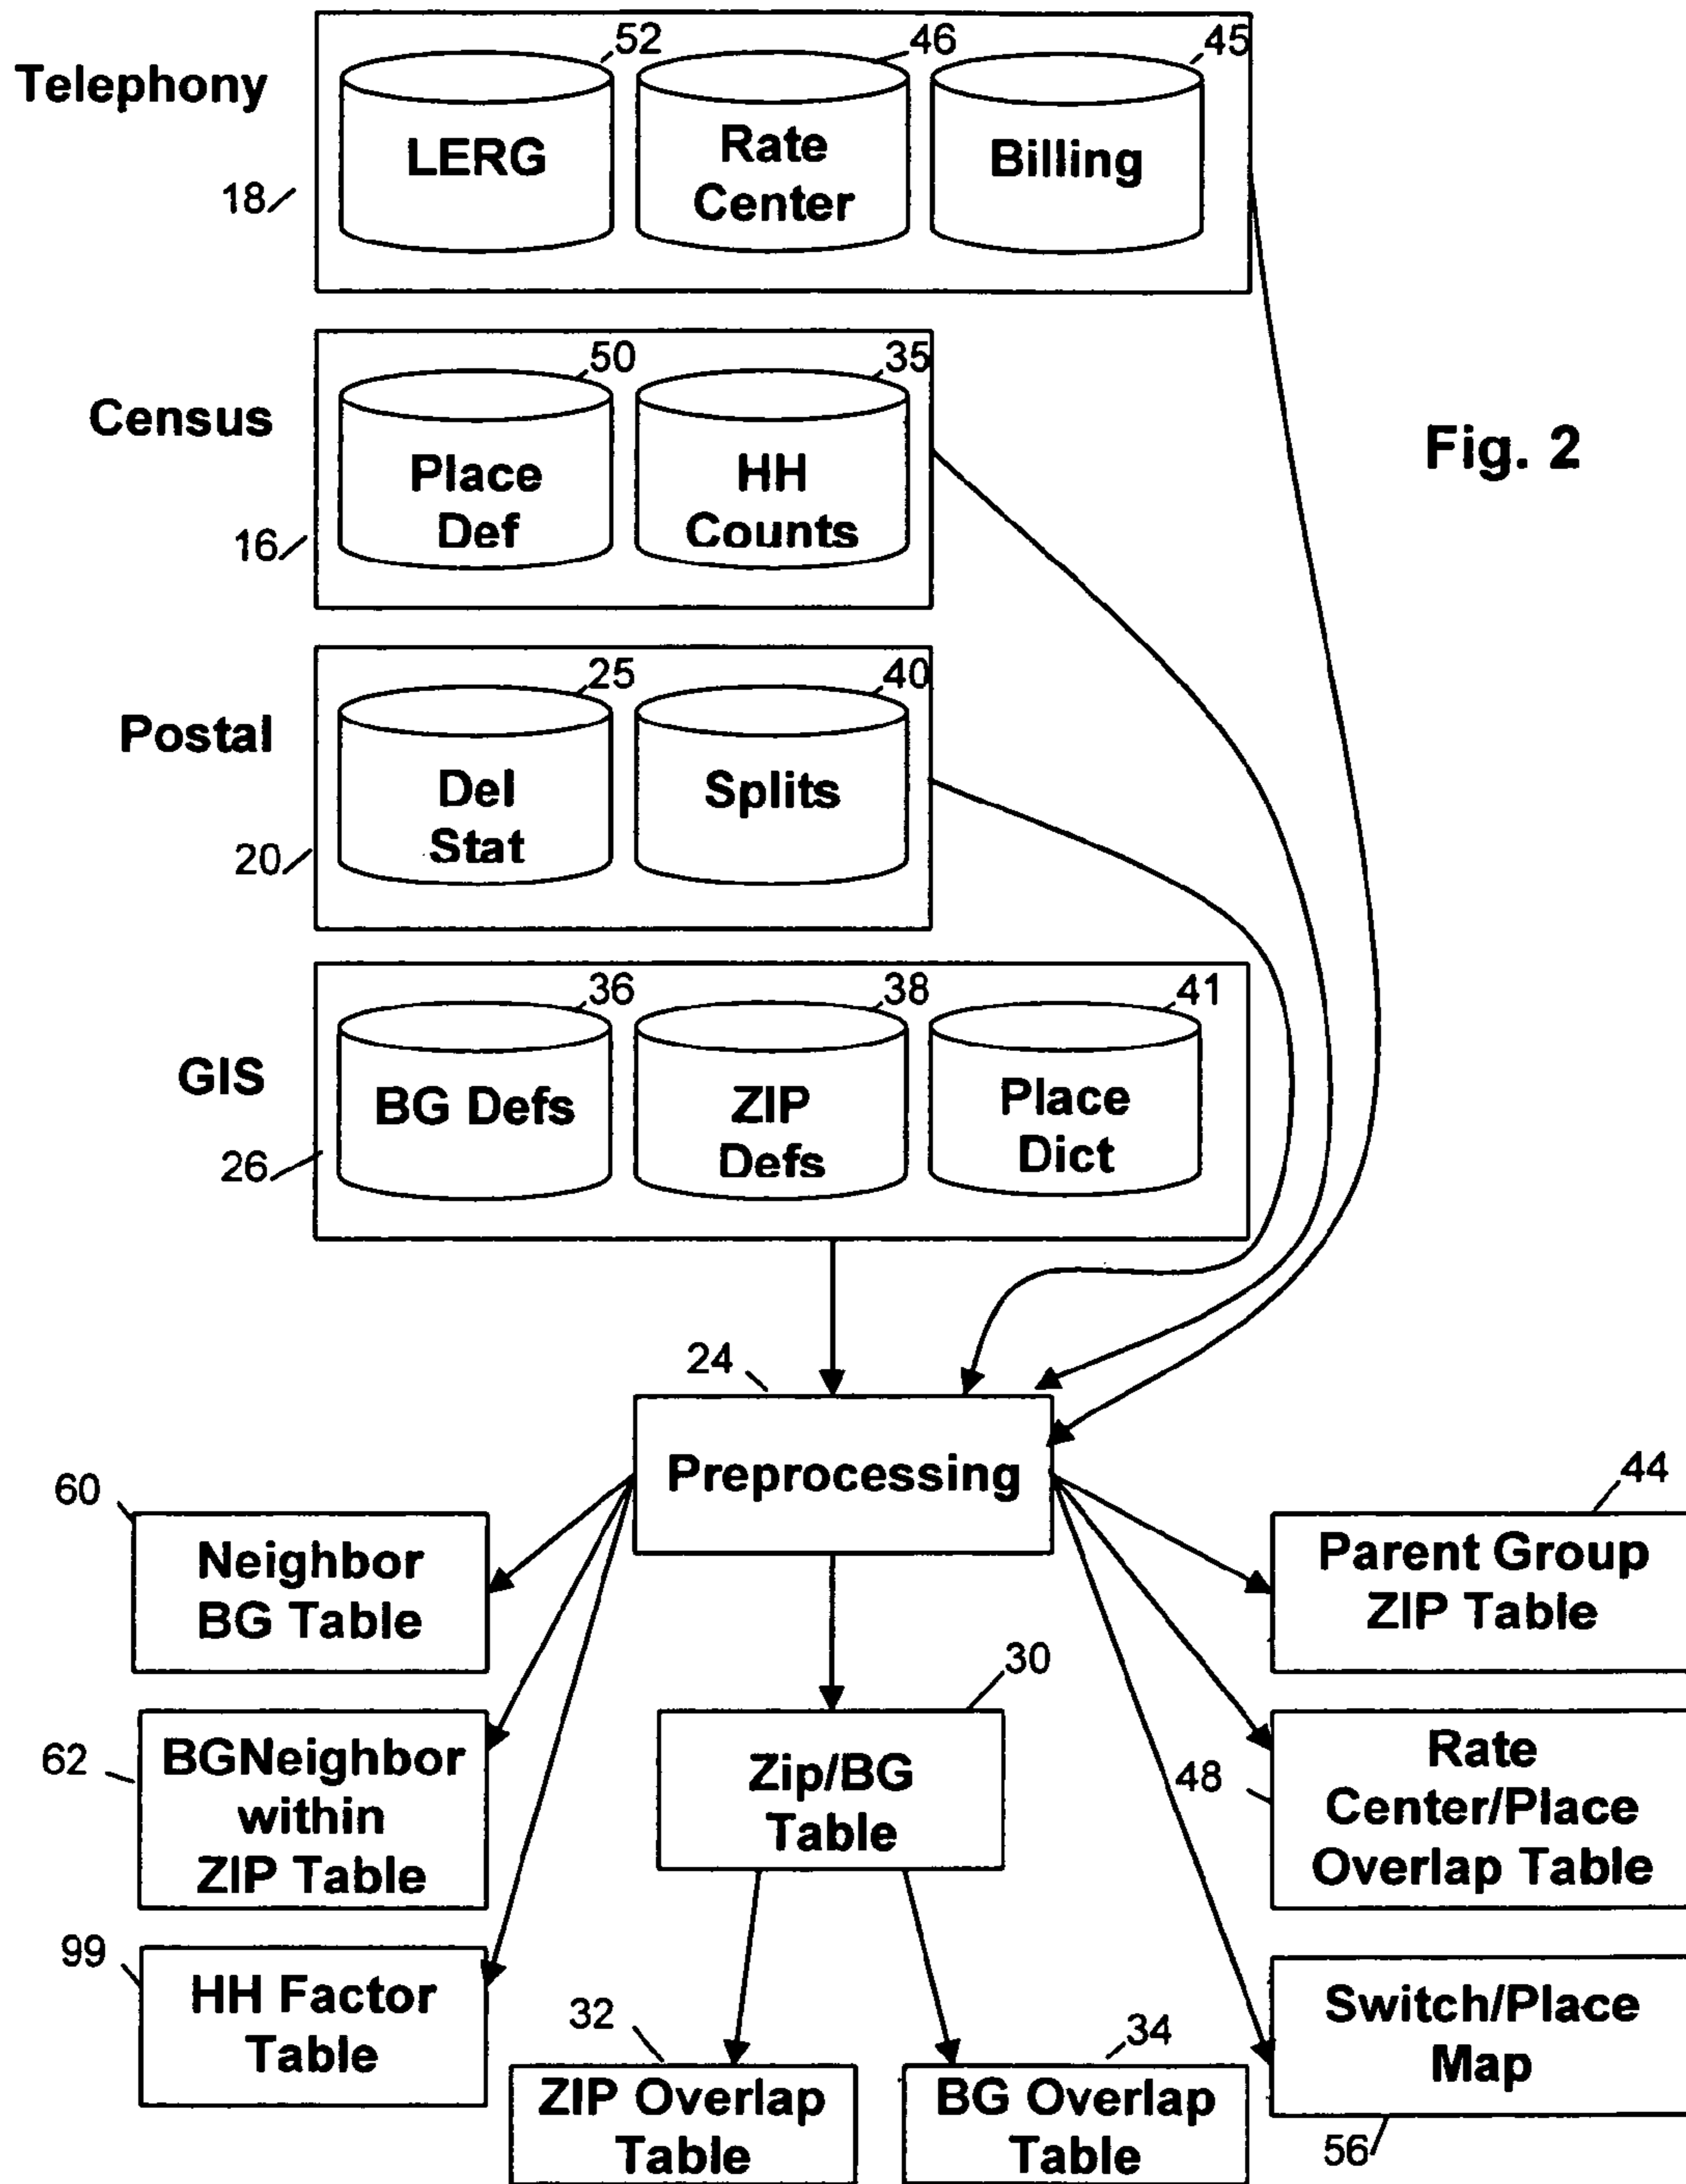 52
46
45
Telephony
LERG
Rate
Center
Billing
18
50
35
Census
Place
Def
HH
Counts
16
Fig. 2
25
40
Postal
Del
Stat
Splits
20
36
38
41
GIS
BG Defs
ZIP
Defs
Place
Dict
26
24
Preprocessing
60
Neighbor
BG Table
44
Parent Group
ZIP Table
62
BGNeighbor
within
ZIP Table
30
Zip/BG
Table
48
Rate
Center/Place
Overlap Table
99
HH Factor
Table
32
ZIP Overlap
Table
34
BG Overlap
Table
Switch/Place
Map
56